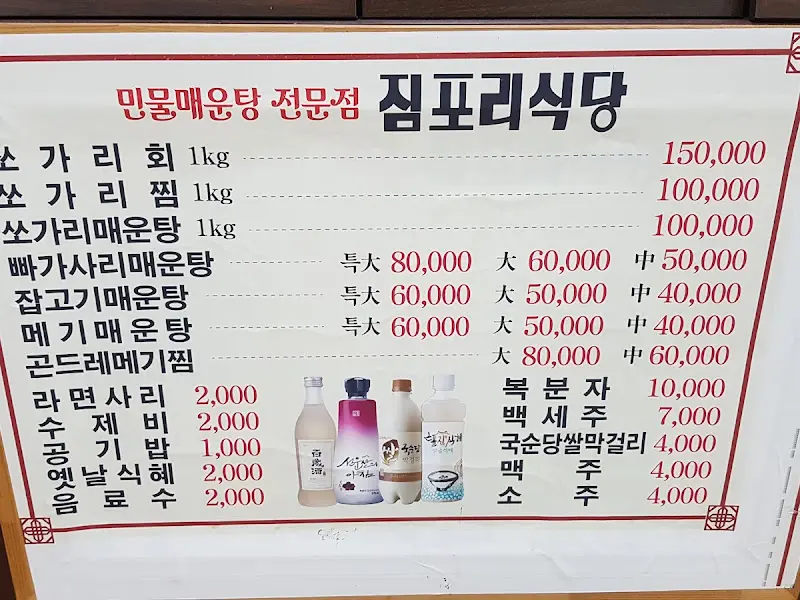 민물매운탕 전문점 짐포리식당
쏘가리회 1kg 150,000
쏘가리찜 1kg 100,000
쏘가리매운탕 1kg 100,000
빠가사리매운탕 특大 80,000 大 60,000 中 50,000
잡고기매운탕 특大 60,000 大 50,000 中 40,000
메기매운탕 특大 60,000 大 50,000 中 40,000
곤드레메기찜 大 80,000 中 60,000
라면사리 2,000
수제비 2,000
공기밥 1,000
옛날식혜 2,000
음료수 2,000
白歲酒
국순당
복분자 10,000
백세주 7,000
국순당쌀막걸리 4,000
맥주 4,000
소주 4,000